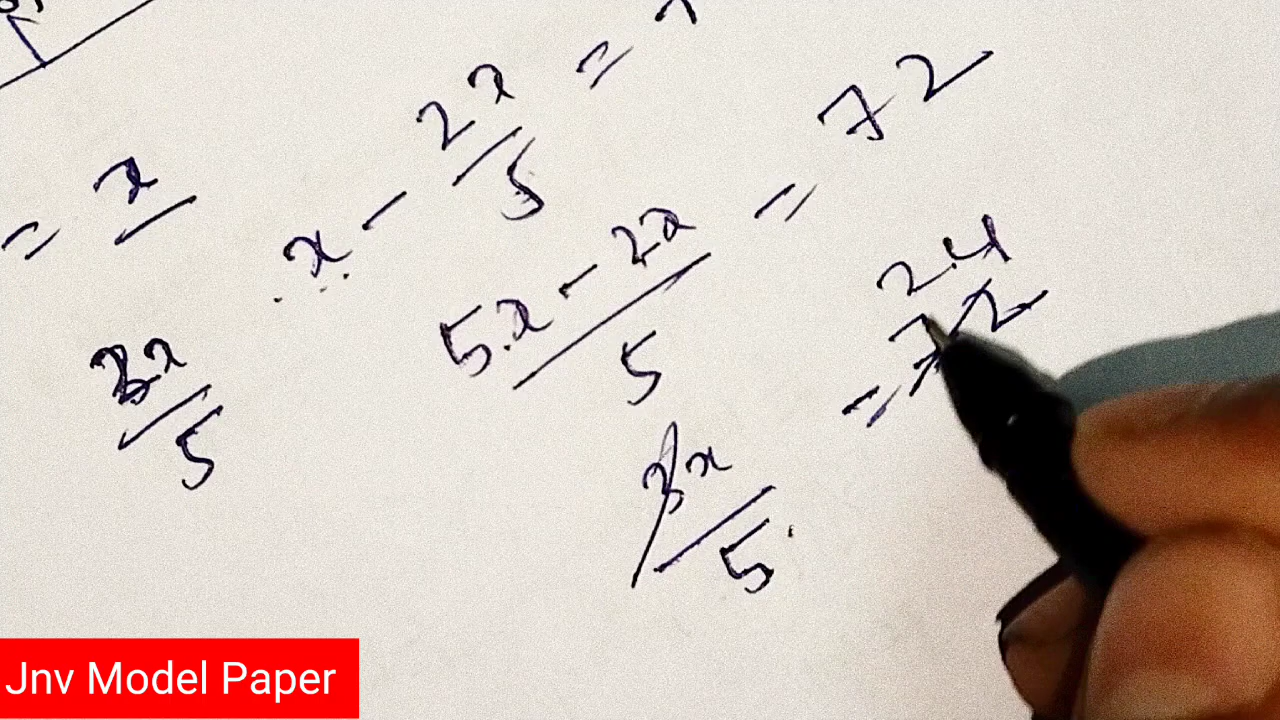 x - 2x/5 =
= x
5x - 2x/5 = 72
3x/5
24
3x/5 = 72
Jnv Model Paper